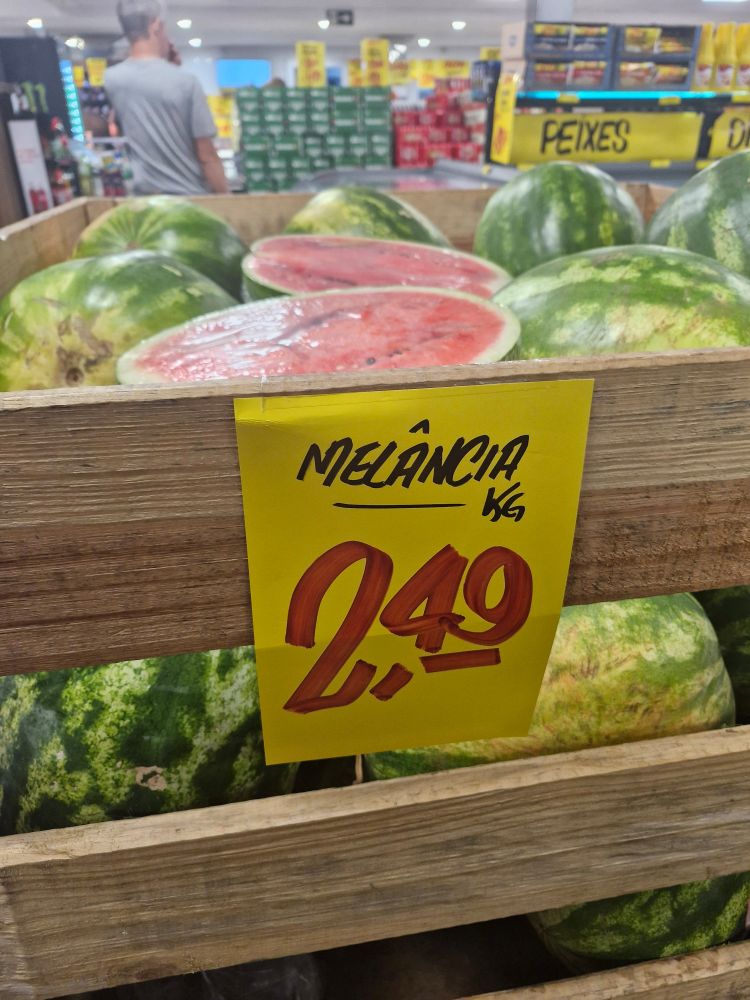 PEIXES
MELÂNCIA
KG
2,49